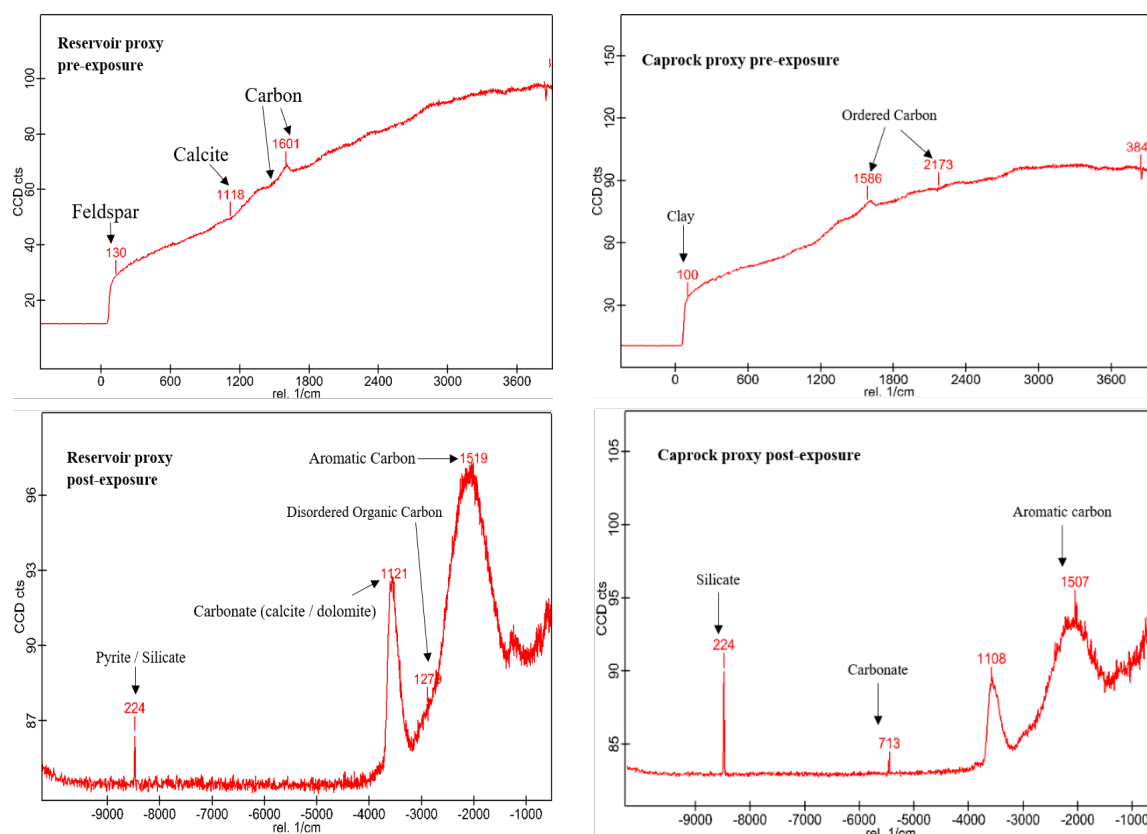 Reservoir proxy
pre-exposure
Carbon
1601
Calcite
1118
Feldspar
130
CCD cts
100
80
60
40
20
0 600 1200 1800 2400 3000 3600
rel. 1/cm
Caprock proxy pre-exposure
Ordered Carbon
1586
2173
384
Clay
100
CCD cts
150
120
90
60
30
0 600 1200 1800 2400 3000 3600
rel. 1/cm
Reservoir proxy
post-exposure
Aromatic Carbon
1519
Disordered Organic Carbon
1121
Carbonate (calcite / dolomite)
Pyrite / Silicate
224
CCD cts
96
93
90
87
-9000 -8000 -7000 -6000 -5000 -4000 -3000 -2000 -1000
rel. 1/cm
Caprock proxy post-exposure
Aromatic carbon
1507
Silicate
224
Carbonate
713
1108
CCD cts
105
100
95
90
85
-9000 -8000 -7000 -6000 -5000 -4000 -3000 -2000 -1000
rel. 1/cm